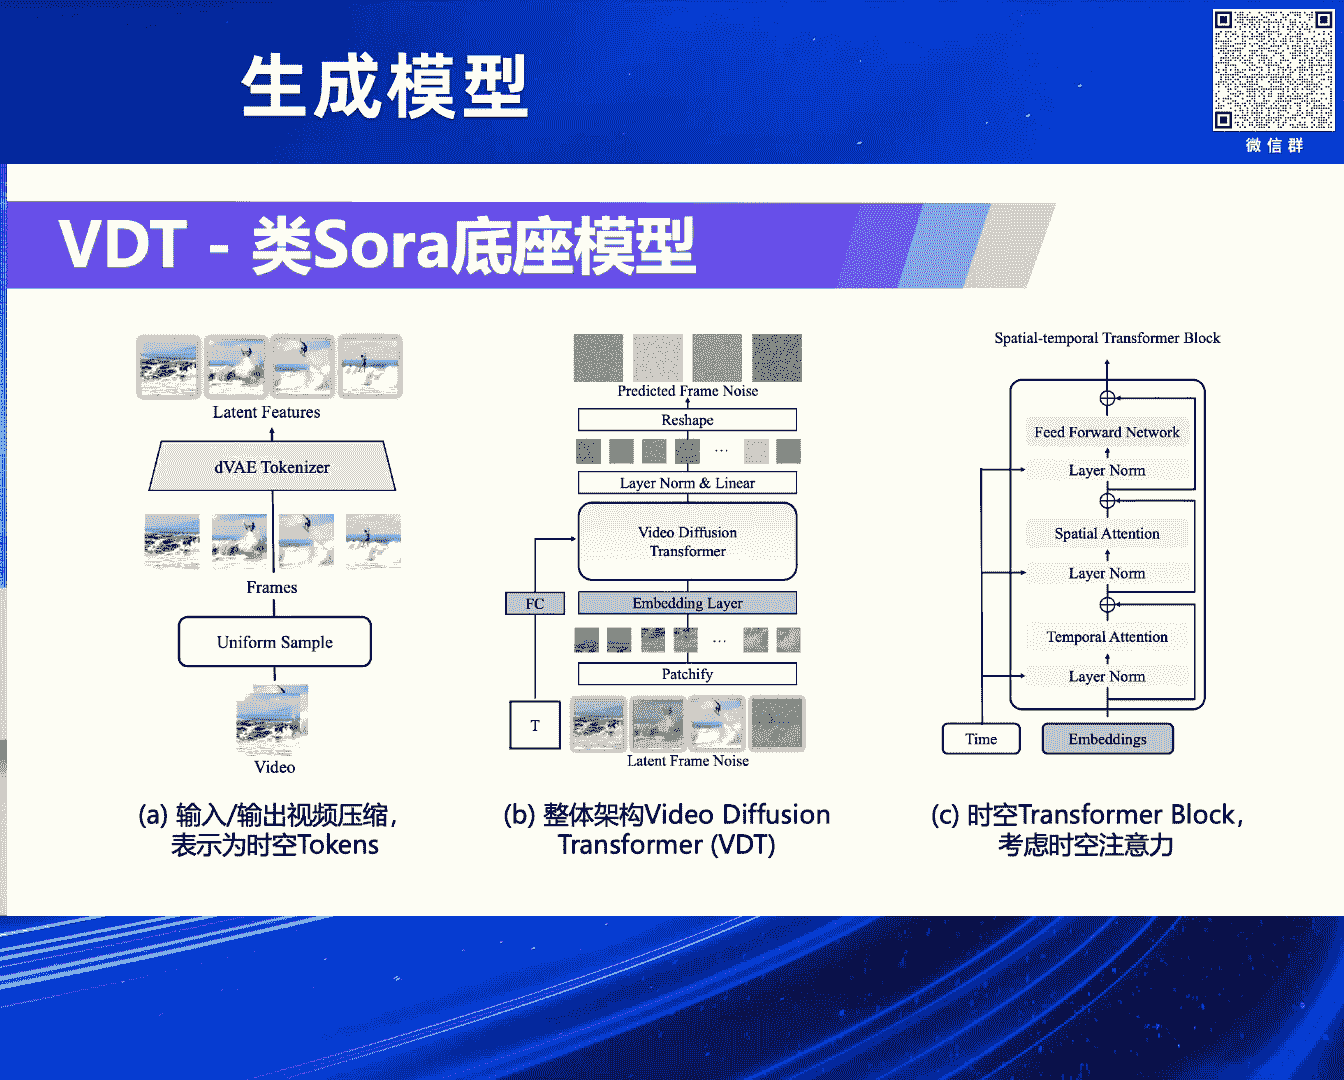 生成模型
微信群
VDT - 类Sora底座模型
Latent Features
dVAE Tokenizer
Frames
Uniform Sample
Video
(a) 输入/输出视频压缩，
表示为时空Tokens
Predicted Frame Noise
Reshape
...
Layer Norm & Linear
Video Diffusion
Transformer
FC
Embedding Layer
...
Patchify
T
Latent Frame Noise
(b) 整体架构Video Diffusion
Transformer (VDT)
Spatial-temporal Transformer Block
Feed Forward Network
Layer Norm
Spatial Attention
Layer Norm
Temporal Attention
Layer Norm
Time
Embeddings
(c) 时空Transformer Block，
考虑时空注意力